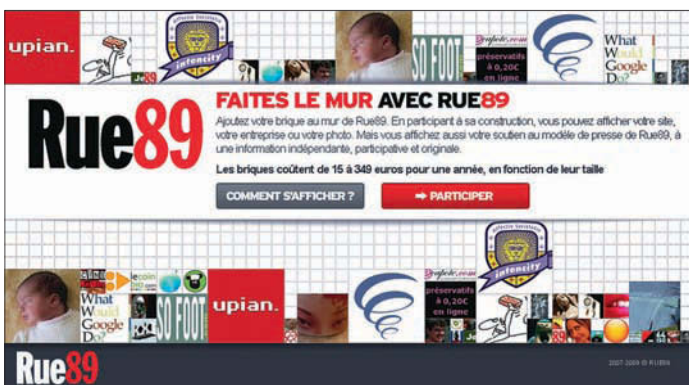 upian.
intencity
Je89
SO FOOT
préservatifs
à 0,20€
en ligne
What
Would
Google
Do?
Rue89
FAITES LE MUR AVEC RUE89
Ajoutez votre brique au mur de Rue89. En participant à sa construction, vous pouvez afficher votre site,
votre entreprise ou votre photo. Mais vous affichez aussi votre soutien au modèle de presse de Rue89, à
une information indépendante, participative et originale.
Les briques coûtent de 15 à 349 euros pour une année, en fonction de leur taille
COMMENT S'AFFICHER ?
PARTICIPER
intencity
lecoin
What
Would
Google
Do?
SO FOOT
upian.
préservatifs
à 0,20€
en ligne
Rue89